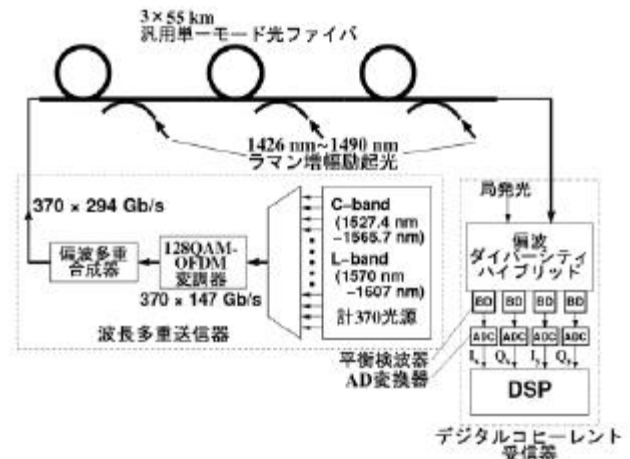 3×55 km
汎用単一モード光ファイバ
1426 nm~1490 nm
ラマン増幅励起光
370 × 294 Gb/s
偏波多重
合成器
128QAM-
OFDM
変調器
370 × 147 Gb/s
C-band
(1527.4 nm
-1565.7 nm)
L-band
(1570 nm
-1607 nm)
計370光源
波長多重送信器
局発光
偏波
ダイバーシティ
ハイブリッド
BD BD BD BD
平衡検波器
AD変換器
ADC ADC ADC ADC
Ix Qx Iy Qy
DSP
デジタルコヒーレント
受信器